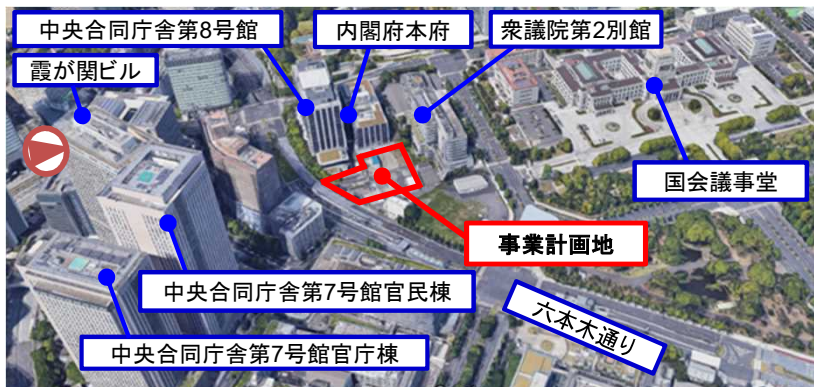 中央合同庁舎第8号館
内閣府本府
衆議院第2別館
霞が関ビル
国会議事堂
事業計画地
中央合同庁舎第7号館官民棟
六本木通り
中央合同庁舎第7号館官庁棟